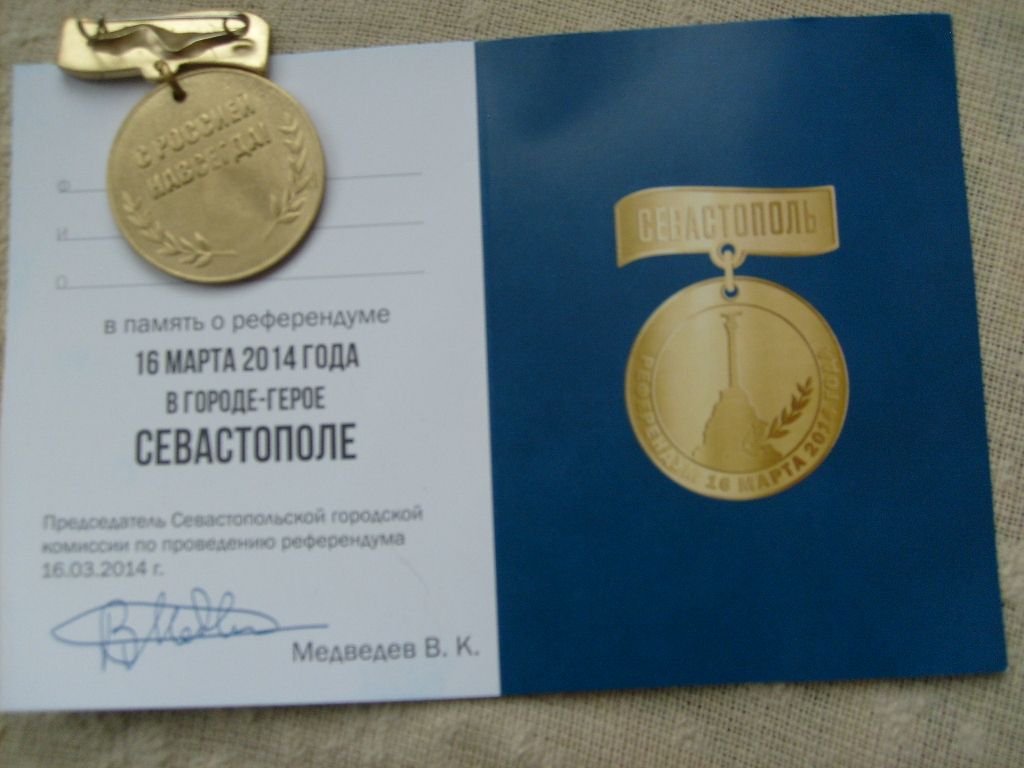 С РОССИЕЙ
НАВСЕГДА!
Ф
И
О
в память о референдуме
16 МАРТА 2014 ГОДА
В ГОРОДЕ-ГЕРОЕ
СЕВАСТОПОЛЕ
Председатель Севастопольской городской
комиссии по проведению референдума
16.03.2014 г.
Медведев В. К.
СЕВАСТОПОЛЬ
РЕФЕРЕНДУМ 16 МАРТА 2014 ГОДА